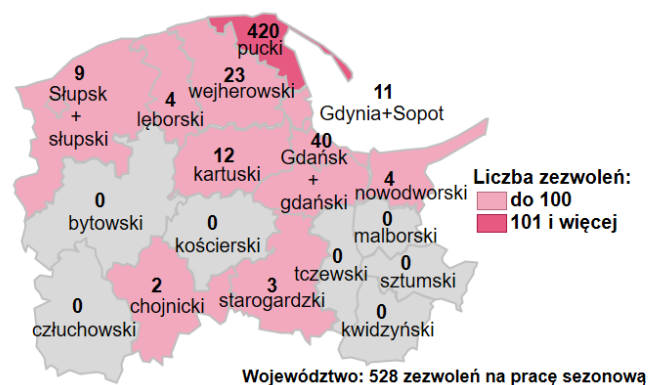 420
pucki
9
Słupsk
+
słupski
4
lęborski
23
wejherowski
11
Gdynia+Sopot
12
kartuski
40
Gdańsk
+
gdański
4
nowodworski
Liczba zezwoleń:
do 100
101 i więcej
0
bytowski
0
kościerski
0
malborski
0
tczewski
0
sztumski
0
człuchowski
2
chojnicki
3
starogardzki
0
kwidzyński
Województwo: 528 zezwoleń na pracę sezonową